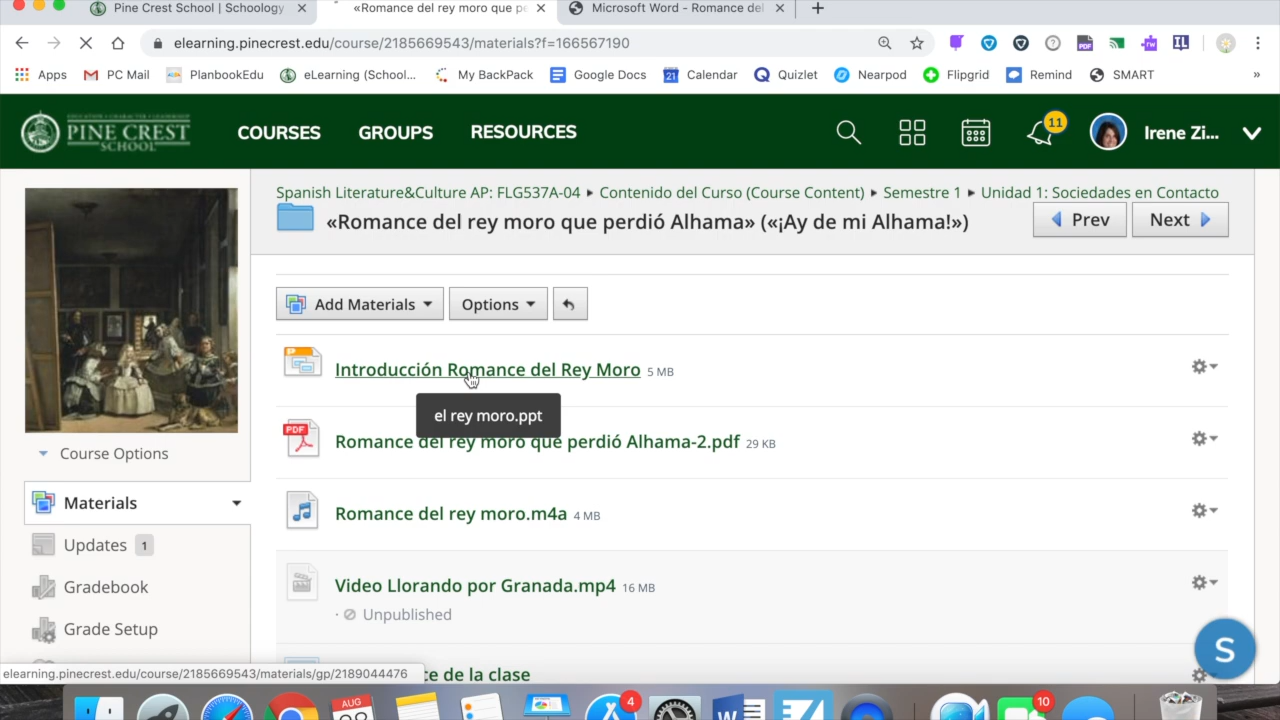 Pine Crest School | Schoology
«Romance del rey moro que pe
Microsoft Word - Romance del
elearning.pinecrest.edu/course/2185669543/materials?f=166567190
Apps
PC Mail
PlanbookEdu
eLearning (School...
My BackPack
Google Docs
Calendar
Quizlet
Nearpod
Flipgrid
Remind
SMART
»
PINE CREST
SCHOOL
COURSES
GROUPS
RESOURCES
11
Irene Zi...
Spanish Literature&Culture AP: FLG537A-04 ▸ Contenido del Curso (Course Content) ▸ Semestre 1 ▸ Unidad 1: Sociedades en Contacto
«Romance del rey moro que perdió Alhama» («¡Ay de mi Alhama!»)
Prev
Next
Add Materials
Options
Introducción Romance del Rey Moro 5 MB
el rey moro.ppt
PDF
Romance del rey moro que perdió Alhama-2.pdf 29 KB
Romance del rey moro.m4a 4 MB
Video Llorando por Granada.mp4 16 MB
· Unpublished
ce de la clase
Course Options
Materials
Updates 1
Gradebook
Grade Setup
S
elearning.pinecrest.edu/course/2185669543/materials/gp/2189044476
AUG
4
W
10